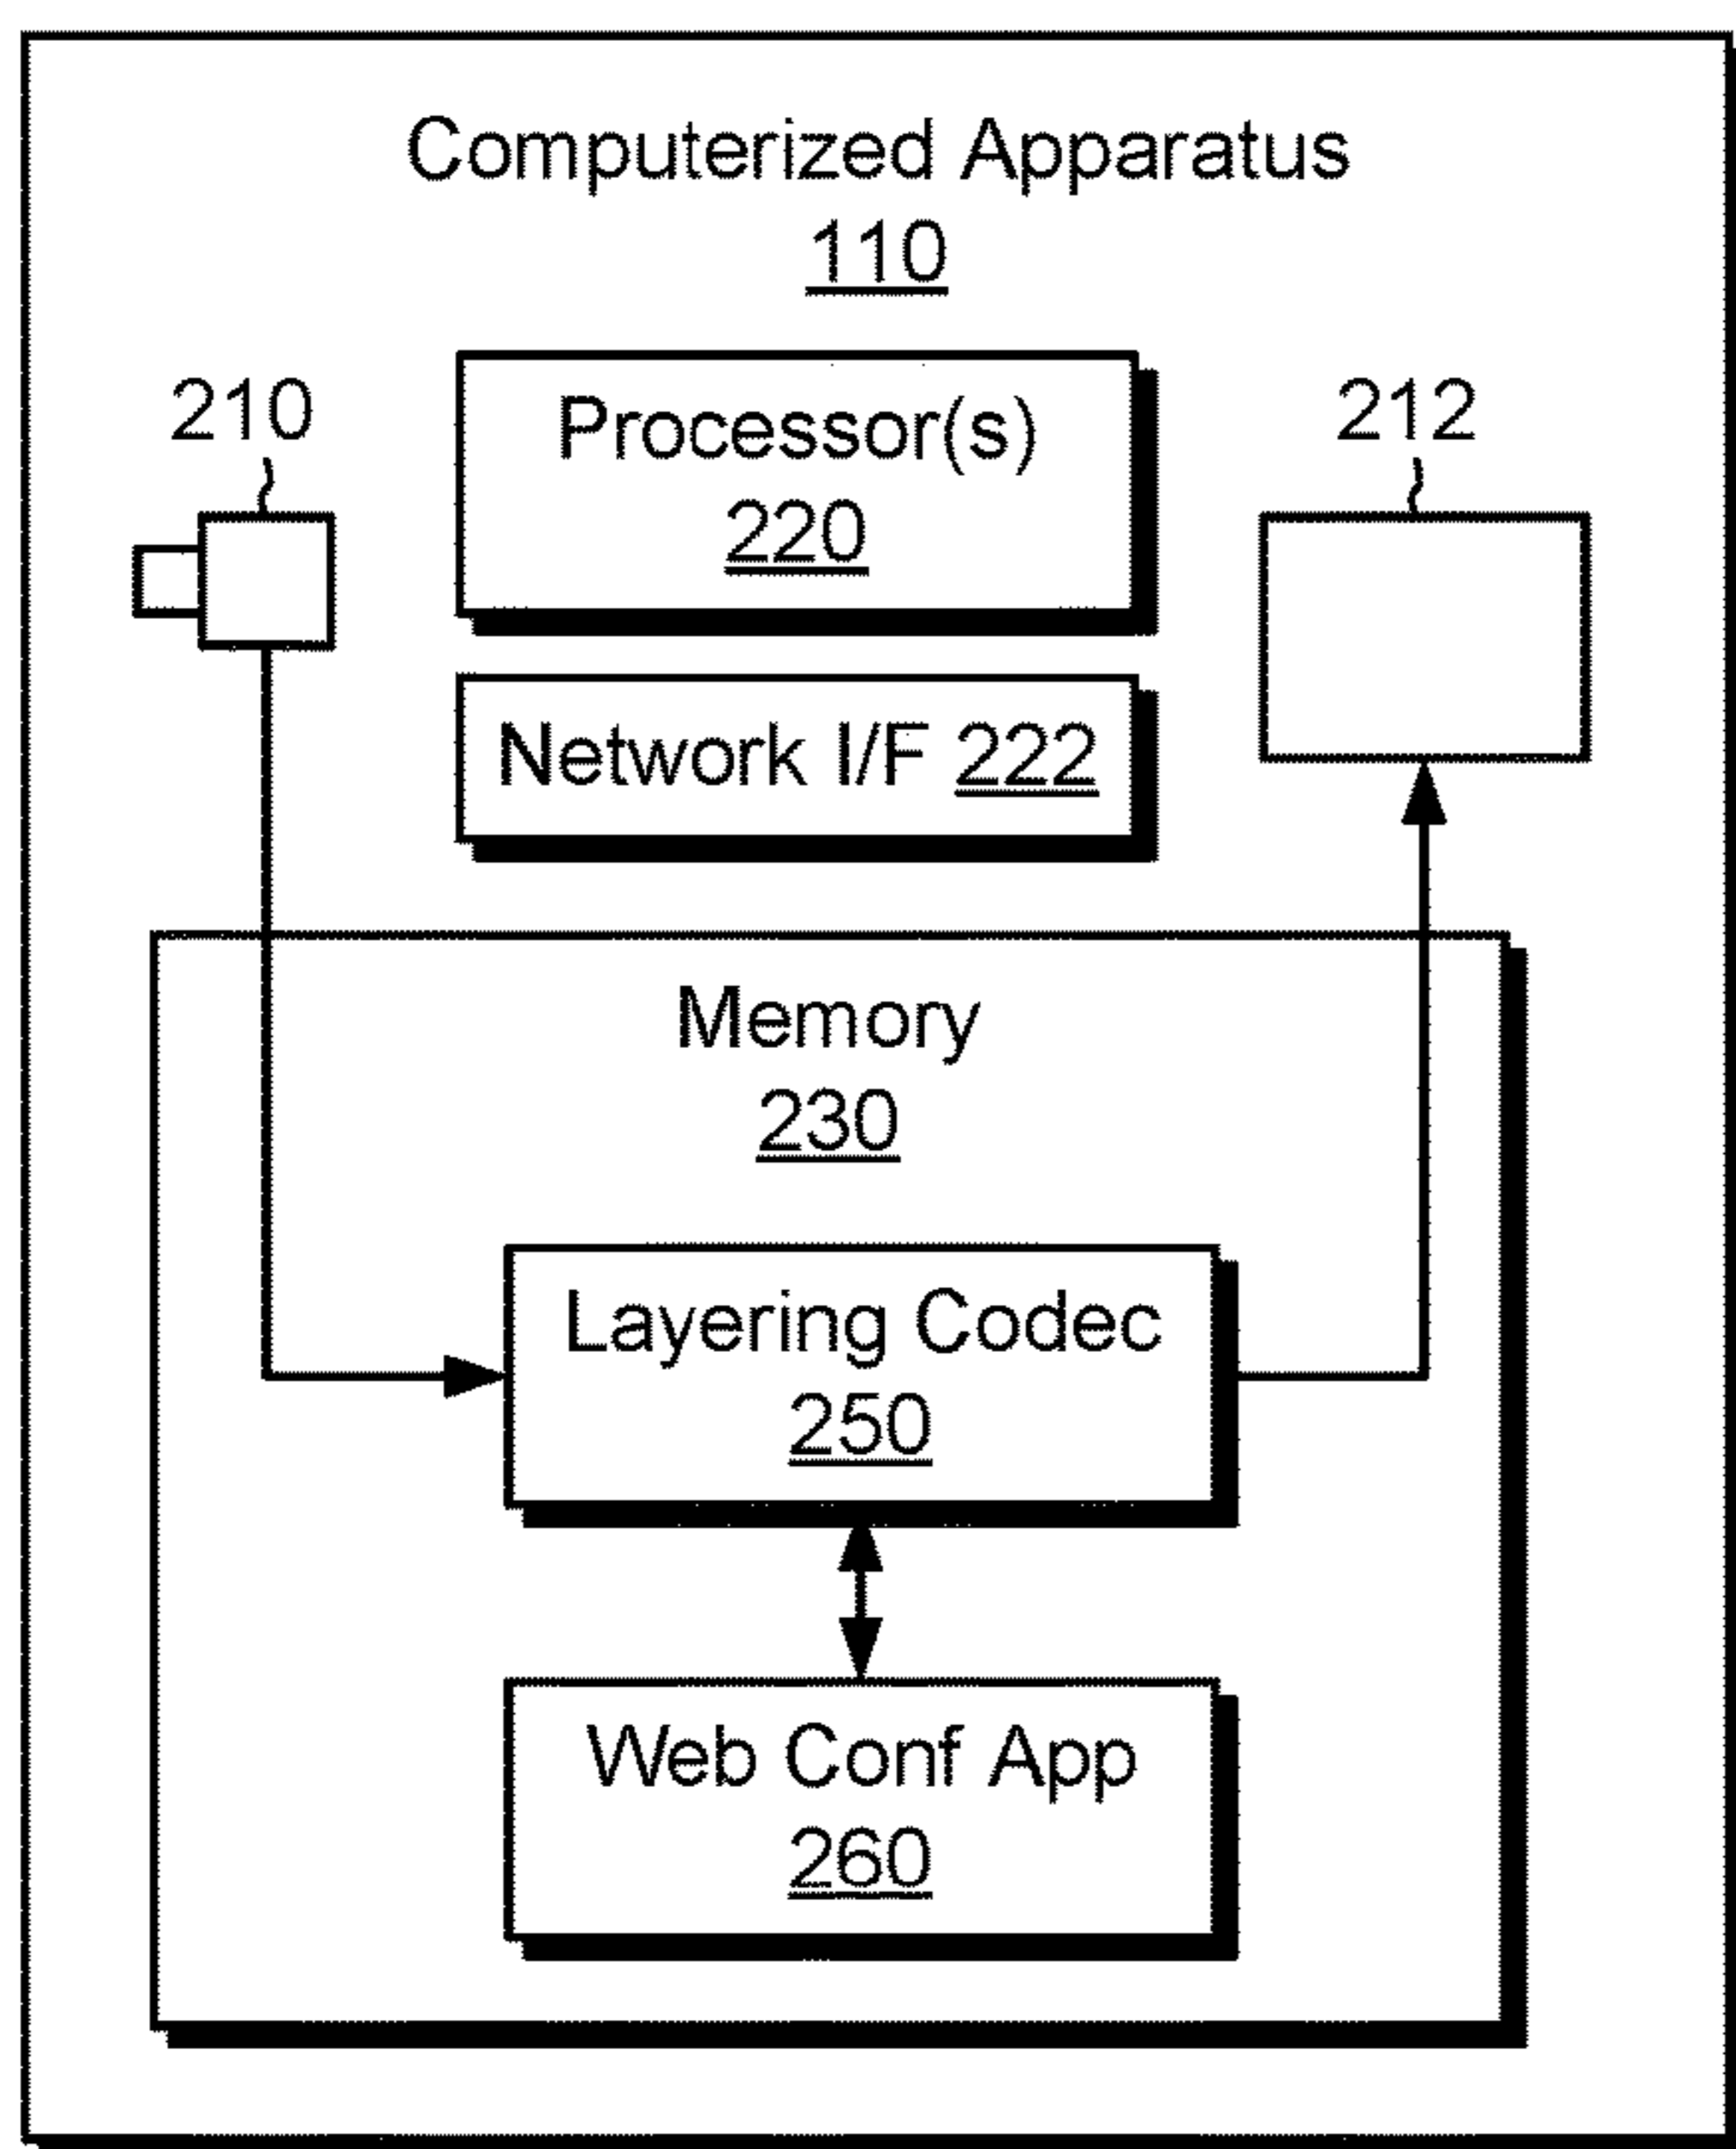 Computerized Apparatus
110
210
Processor(s)
220
212
Network I/F 222
Memory
230
Layering Codec
250
Web Conf App
260